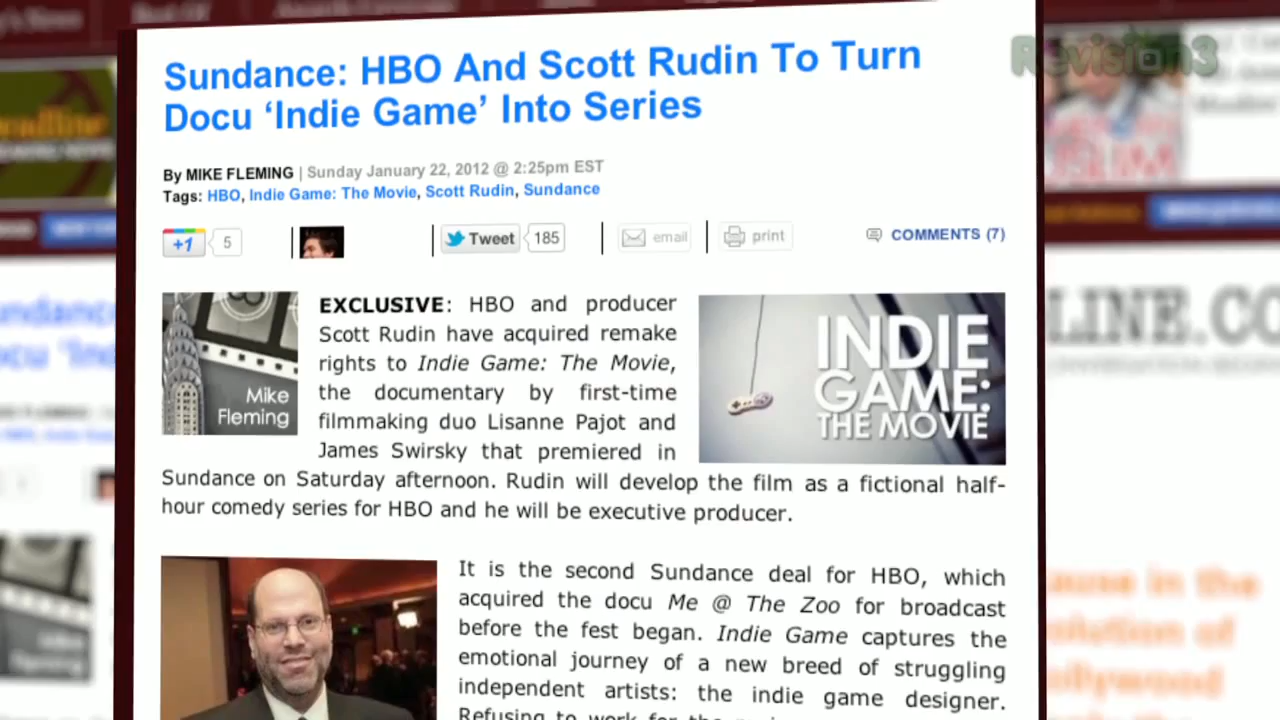 Revision3
Sundance: HBO And Scott Rudin To Turn
Docu ‘Indie Game’ Into Series
By MIKE FLEMING | Sunday January 22, 2012 @ 2:25pm EST
Tags: HBO, Indie Game: The Movie, Scott Rudin, Sundance
+1 5 Tweet 185 email print COMMENTS (7)
Mike
Fleming
EXCLUSIVE: HBO and producer
Scott Rudin have acquired remake
rights to Indie Game: The Movie,
the documentary by first-time
filmmaking duo Lisanne Pajot and
James Swirsky that premiered in
INDIE
GAME:
THE MOVIE
Sundance on Saturday afternoon. Rudin will develop the film as a fictional half-
hour comedy series for HBO and he will be executive producer.
It is the second Sundance deal for HBO, which
acquired the docu Me @ The Zoo for broadcast
before the fest began. Indie Game captures the
emotional journey of a new breed of struggling
independent artists: the indie game designer.
Refusing to work for the
LINE.CO